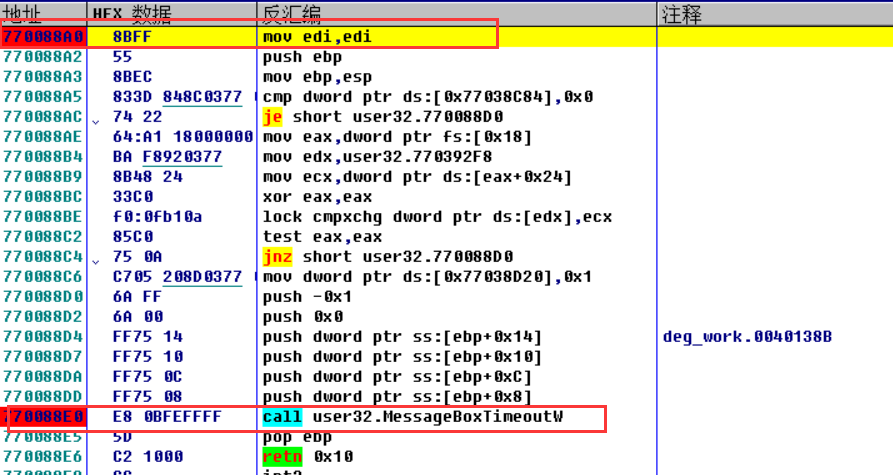 地址 HEX 数据 反汇编 注释
770088A0 8BFF mov edi,edi
770088A2 55 push ebp
770088A3 8BEC mov ebp,esp
770088A5 833D 848C0377 cmp dword ptr ds:[0x77038C84],0x0
770088AC 74 22 je short user32.770088D0
770088AE 64:A1 18000000 mov eax,dword ptr fs:[0x18]
770088B4 BA F8920377 mov edx,user32.770392F8
770088B9 8B48 24 mov ecx,dword ptr ds:[eax+0x24]
770088BC 33C0 xor eax,eax
770088BE f0:0fb10a lock cmpxchg dword ptr ds:[edx],ecx
770088C2 85C0 test eax,eax
770088C4 75 0A jnz short user32.770088D0
770088C6 C705 208D0377 mov dword ptr ds:[0x77038D20],0x1
770088D0 6A FF push -0x1
770088D2 6A 00 push 0x0
770088D4 FF75 14 push dword ptr ss:[ebp+0x14] deg_work.0040138B
770088D7 FF75 10 push dword ptr ss:[ebp+0x10]
770088DA FF75 0C push dword ptr ss:[ebp+0xC]
770088DD FF75 08 push dword ptr ss:[ebp+0x8]
770088E0 E8 0BFEFFFF call user32.MessageBoxTimeoutW
770088E5 5D pop ebp
770088E6 C2 1000 retn 0x10